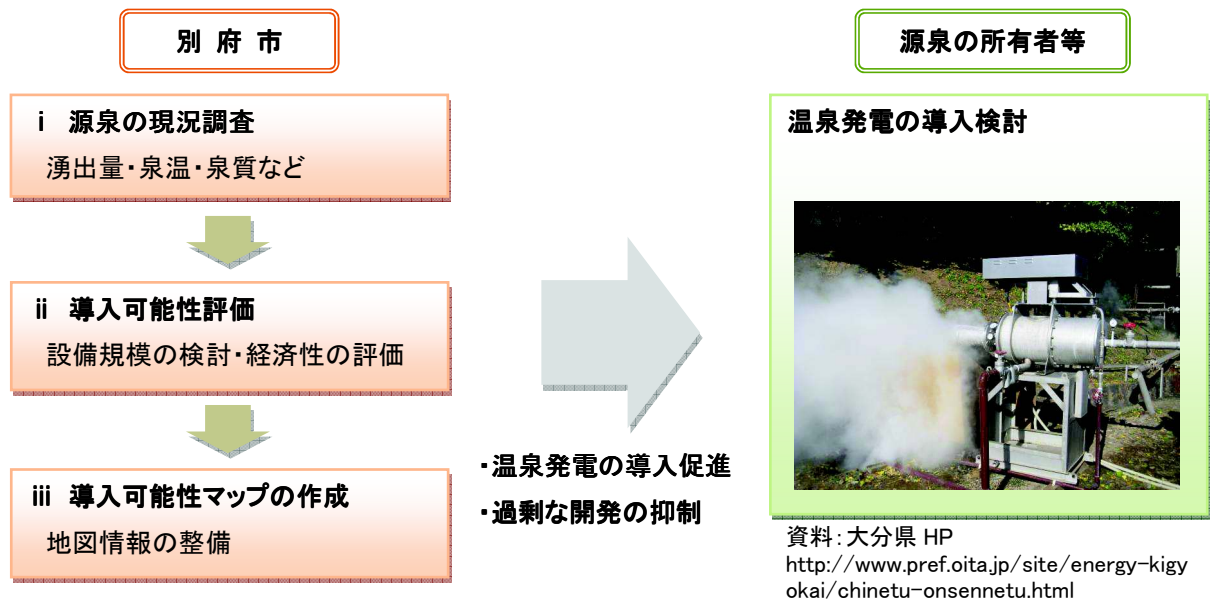 別 府 市
ⅰ 源泉の現況調査
湧出量・泉温・泉質など
ⅱ 導入可能性評価
設備規模の検討・経済性の評価
ⅲ 導入可能性マップの作成
地図情報の整備
・温泉発電の導入促進
・過剰な開発の抑制
源泉の所有者等
温泉発電の導入検討
資料：大分県 HP
http://www.pref.oita.jp/site/energy-kigy
okai/chinetu-onsennetu.html